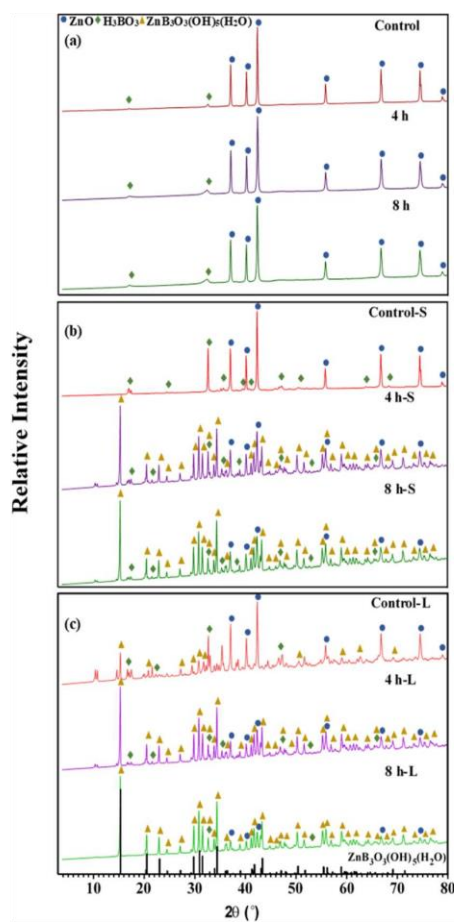 ZnO H₃BO₃ ZnB₃O₃(OH)₅(H₂O)
(a) Control
4 h
8 h
(b) Control-S
4 h-S
8 h-S
(c) Control-L
4 h-L
8 h-L
ZnB₃O₃(OH)₅(H₂O)
10 20 30 40 50 60 70 80
2θ (°)
Relative Intensity